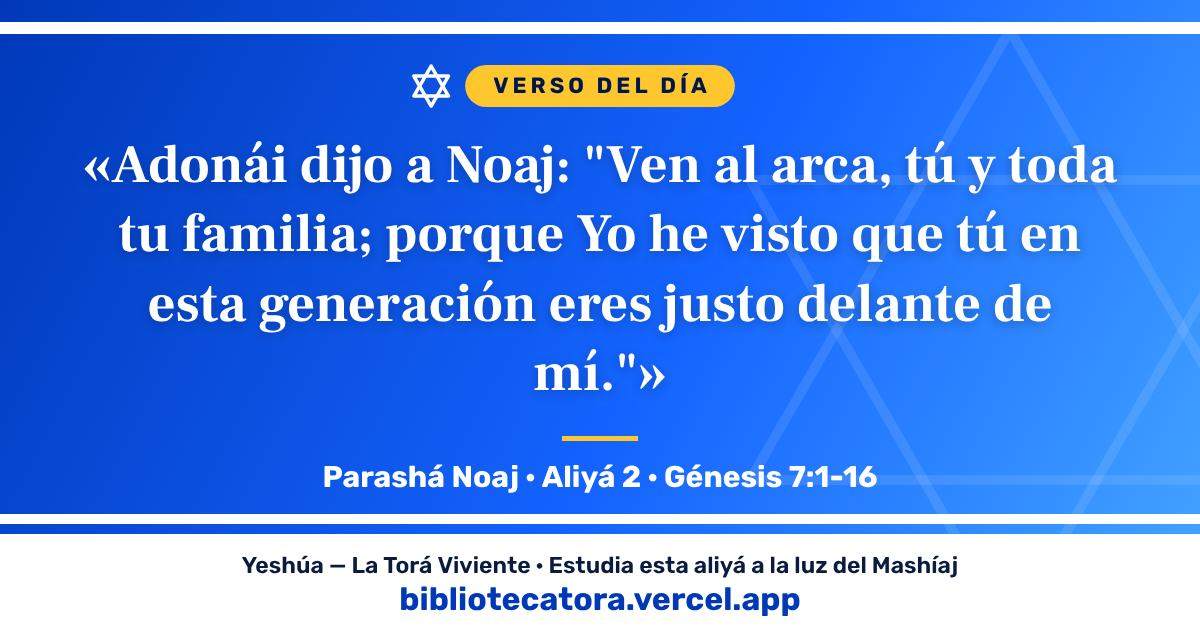 VERSO DEL DÍA
«Adonái dijo a Noaj: "Ven al arca, tú y toda
tu familia; porque Yo he visto que tú en
esta generación eres justo delante de
mí."»
Parashá Noaj • Aliyá 2 • Génesis 7:1-16
Yeshúa — La Torá Viviente • Estudia esta aliyá a la luz del Mashíaj
bibliotecatora.vercel.app